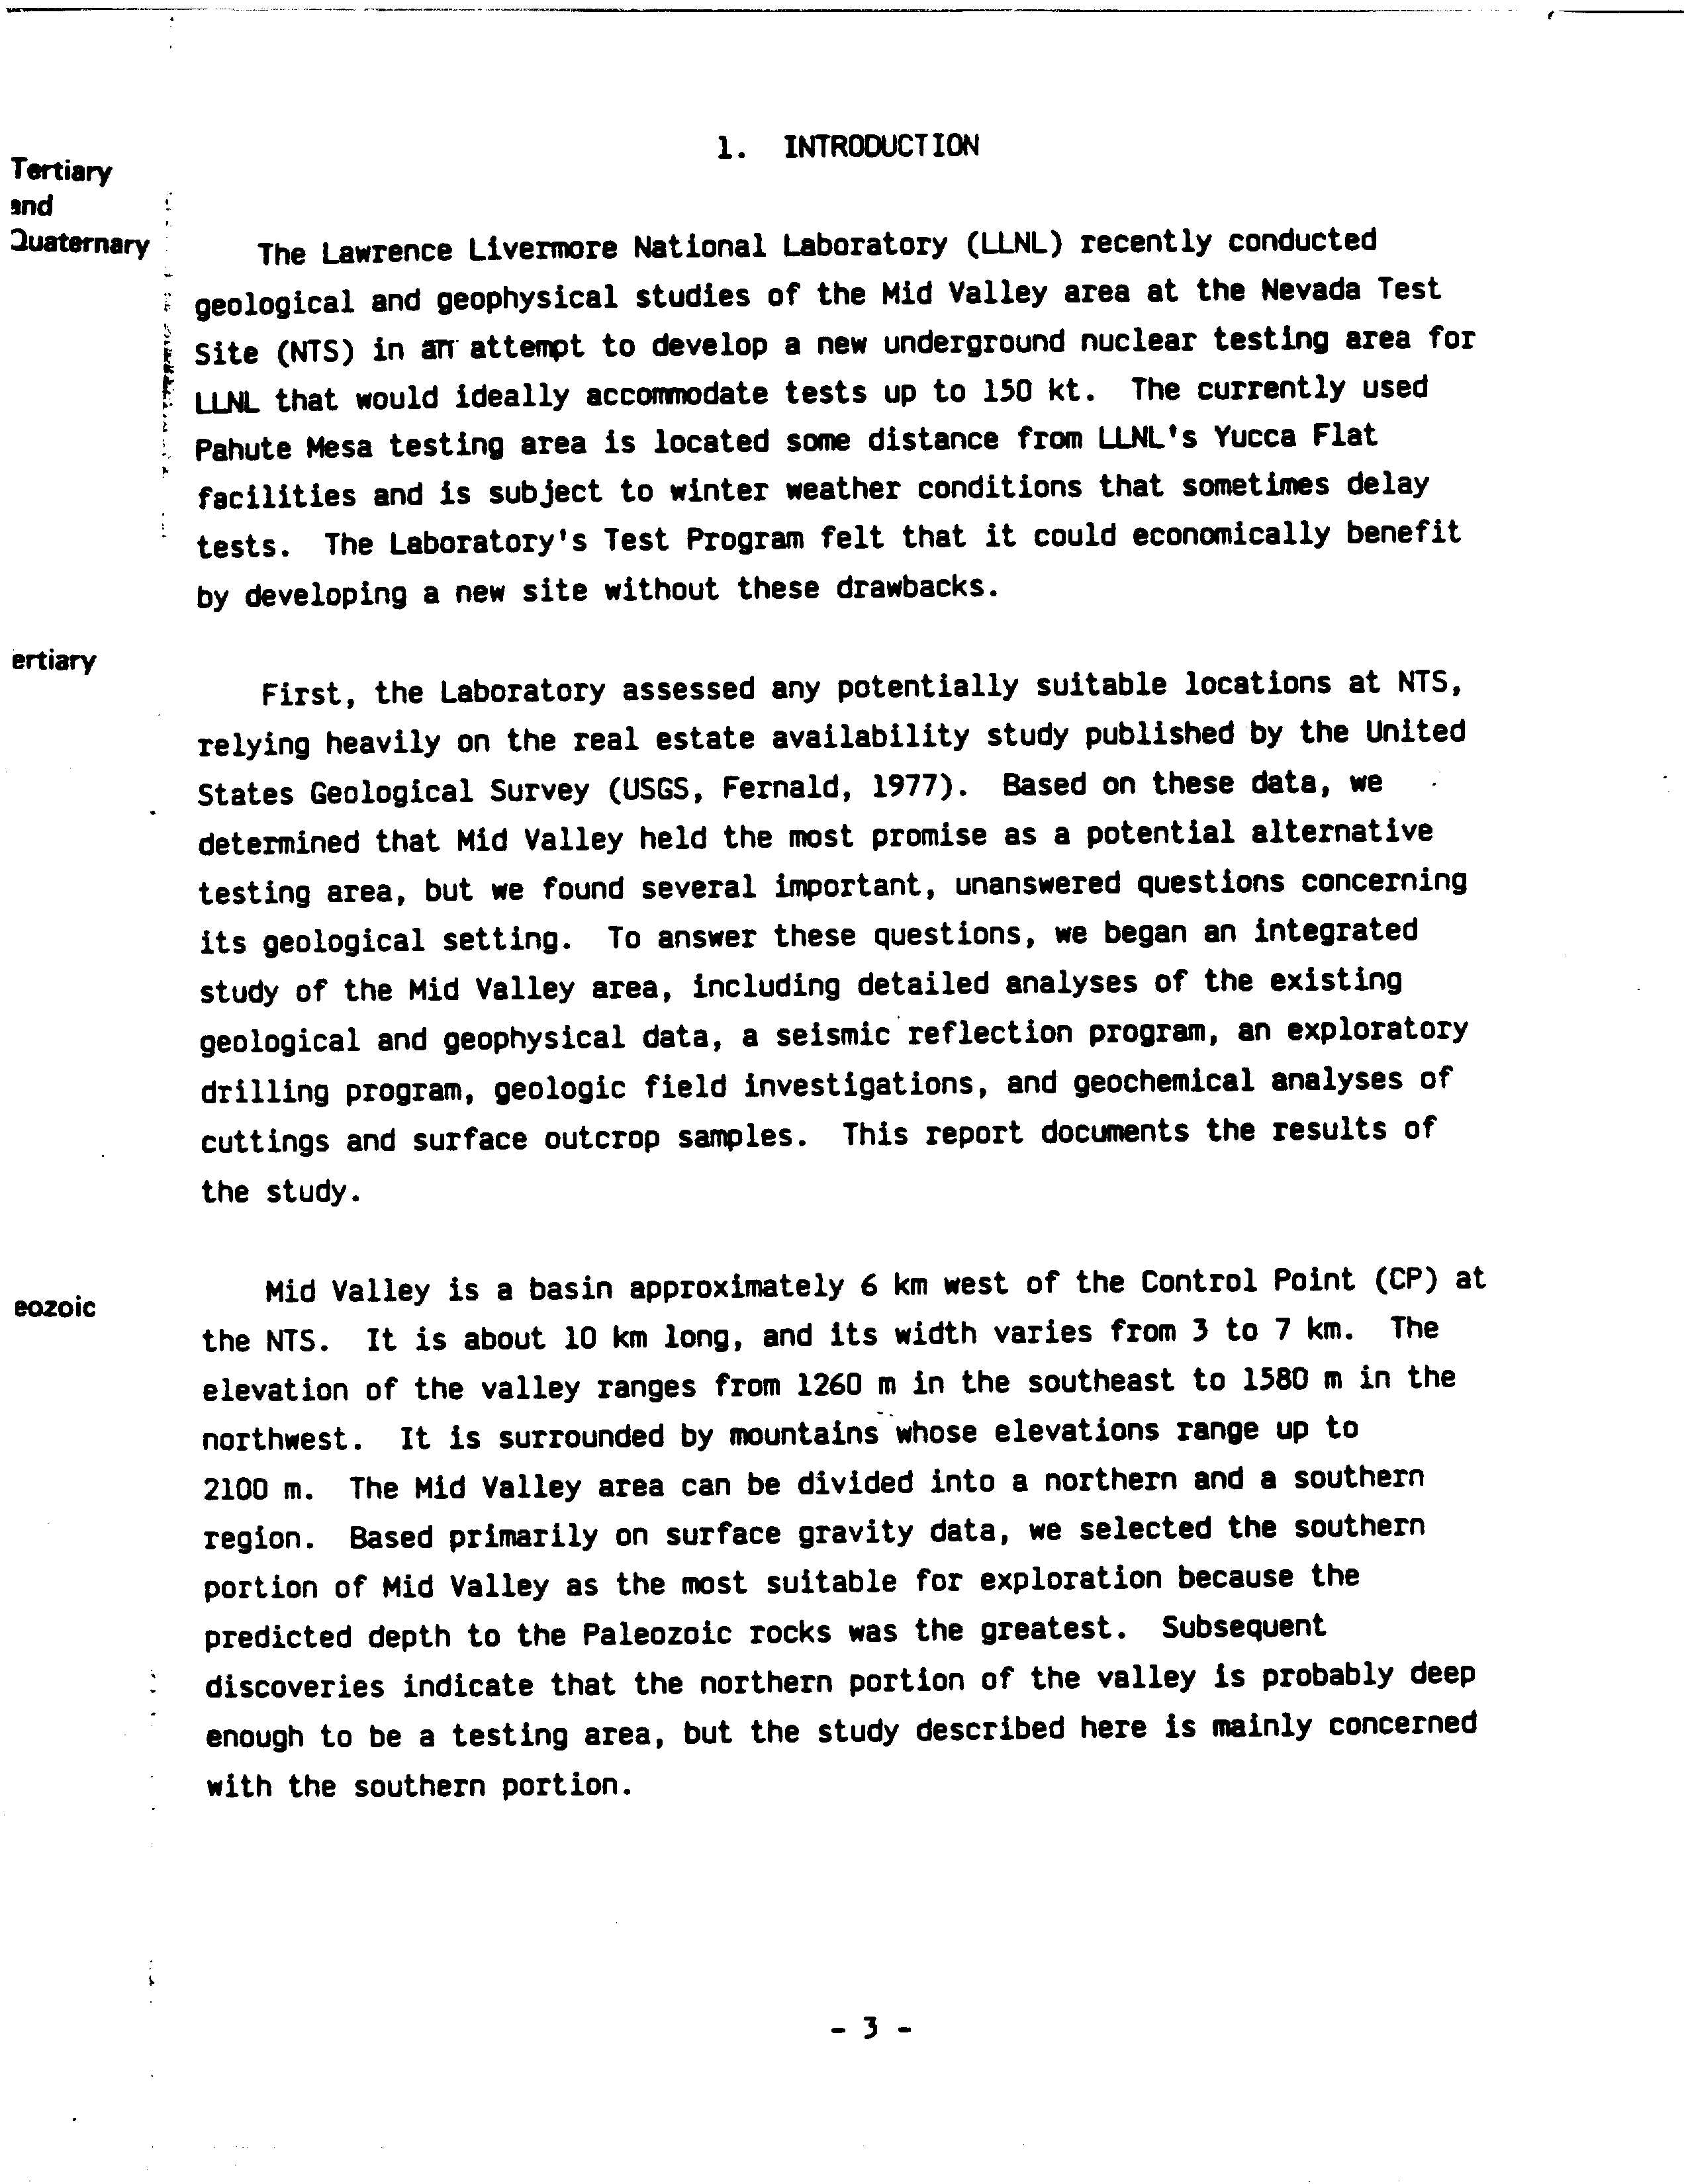 1. INTRODUCTION
Tertiary
and
Quaternary
The Lawrence Livermore National Laboratory (LLNL) recently conducted
geological and geophysical studies of the Mid Valley area at the Nevada Test
Site (NTS) in an attempt to develop a new underground nuclear testing area for
LLNL that would ideally accommodate tests up to 150 kt. The currently used
Pahute Mesa testing area is located some distance from LLNL's Yucca Flat
facilities and is subject to winter weather conditions that sometimes delay
tests. The Laboratory's Test Program felt that it could economically benefit
by developing a new site without these drawbacks.
ertiary
First, the Laboratory assessed any potentially suitable locations at NTS,
relying heavily on the real estate availability study published by the United
States Geological Survey (USGS, Fernald, 1977). Based on these data, we
determined that Mid Valley held the most promise as a potential alternative
testing area, but we found several important, unanswered questions concerning
its geological setting. To answer these questions, we began an integrated
study of the Mid Valley area, including detailed analyses of the existing
geological and geophysical data, a seismic reflection program, an exploratory
drilling program, geologic field investigations, and geochemical analyses of
cuttings and surface outcrop samples. This report documents the results of
the study.
eozoic
Mid Valley is a basin approximately 6 km west of the Control Point (CP) at
the NTS. It is about 10 km long, and its width varies from 3 to 7 km. The
elevation of the valley ranges from 1260 m in the southeast to 1580 m in the
northwest. It is surrounded by mountains whose elevations range up to
2100 m. The Mid Valley area can be divided into a northern and a southern
region. Based primarily on surface gravity data, we selected the southern
portion of Mid Valley as the most suitable for exploration because the
predicted depth to the Paleozoic rocks was the greatest. Subsequent
discoveries indicate that the northern portion of the valley is probably deep
enough to be a testing area, but the study described here is mainly concerned
with the southern portion.
- 3 -